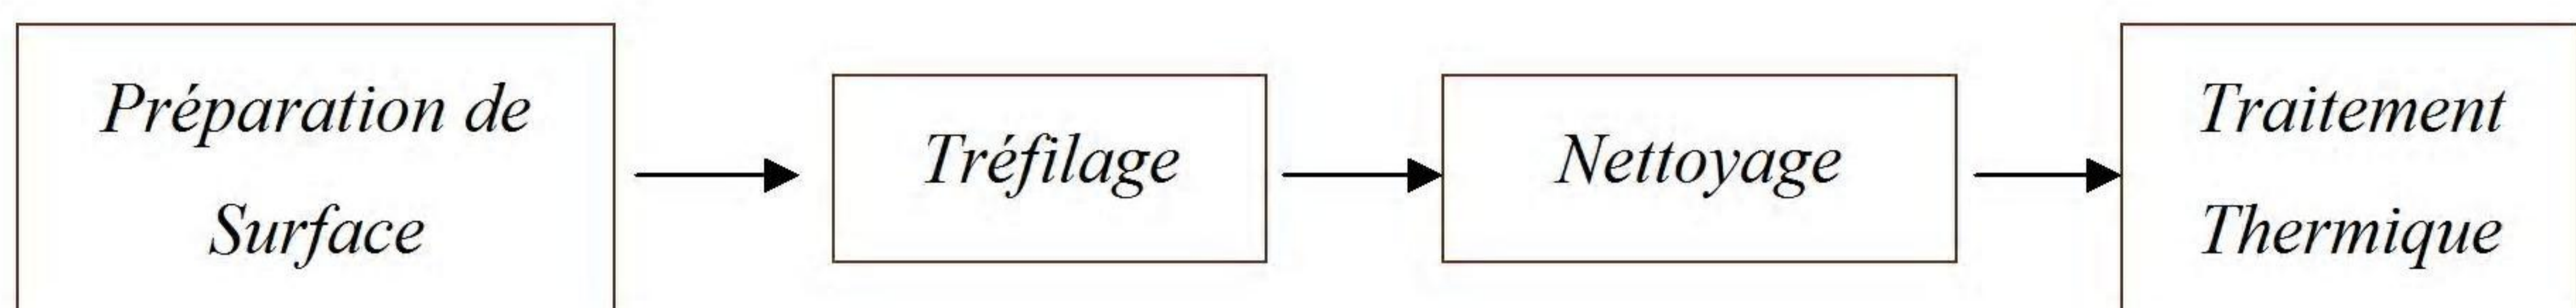 Préparation de
Surface
Tréfilage
Nettoyage
Traitement
Thermique